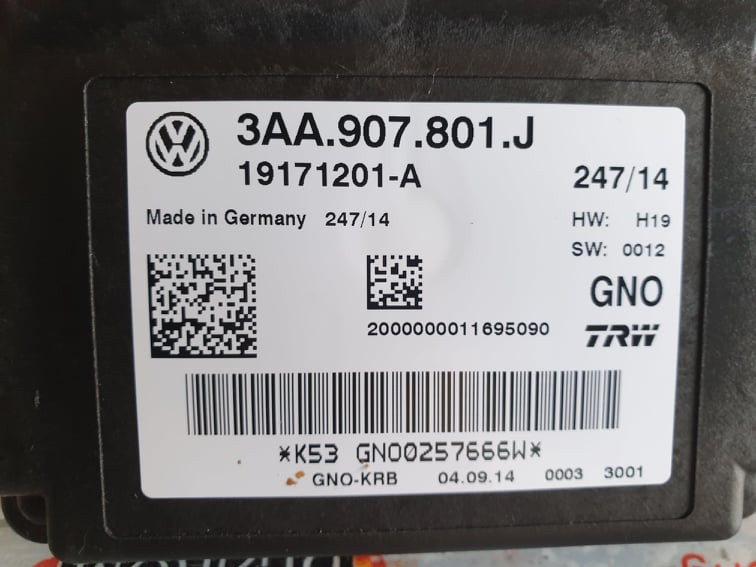 3AA.907.801.J
19171201-A
247/14
Made in Germany 247/14
HW: H19
SW: 0012
GNO
2000000011695090
TRW
*K53 GNO0257666W*
GNO-KRB 04.09.14 0003 3001